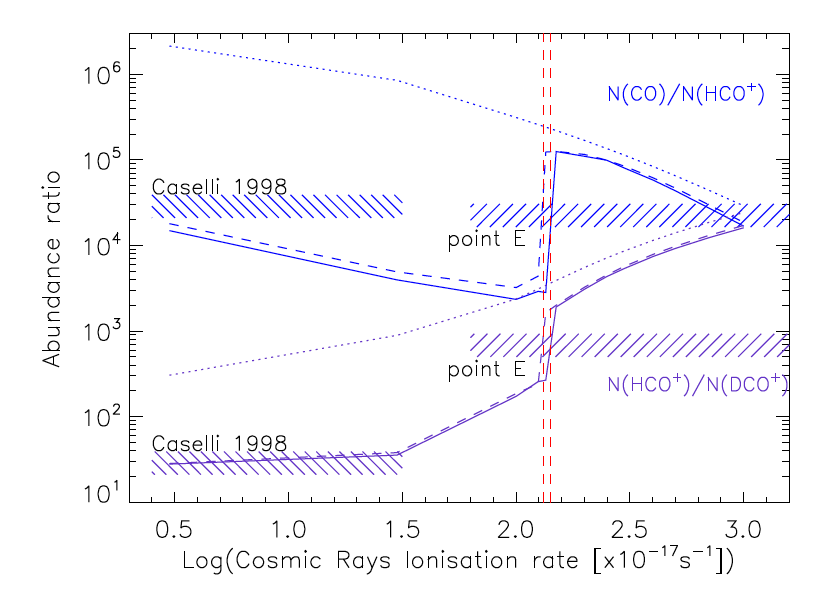 10⁶
N(CO)/N(HCO⁺)
10⁵
Caselli 1998
10⁴
point E
Abundance ratio
10³
point E
N(HCO⁺)/N(DCO⁺)
10²
Caselli 1998
10¹
0.5 1.0 1.5 2.0 2.5 3.0
Log(Cosmic Rays Ionisation rate [x10⁻¹⁷s⁻¹])